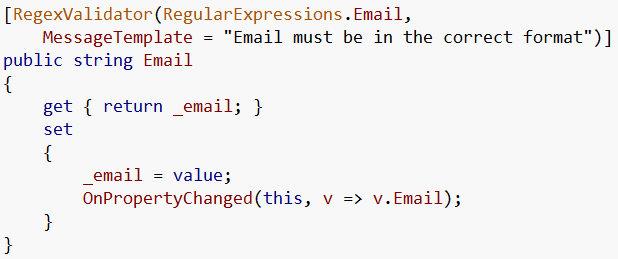 [RegexValidator(RegularExpressions.Email,
    MessageTemplate = "Email must be in the correct format")]
public string Email
{
    get { return _email; }
    set
    {
        _email = value;
        OnPropertyChanged(this, v => v.Email);
    }
}